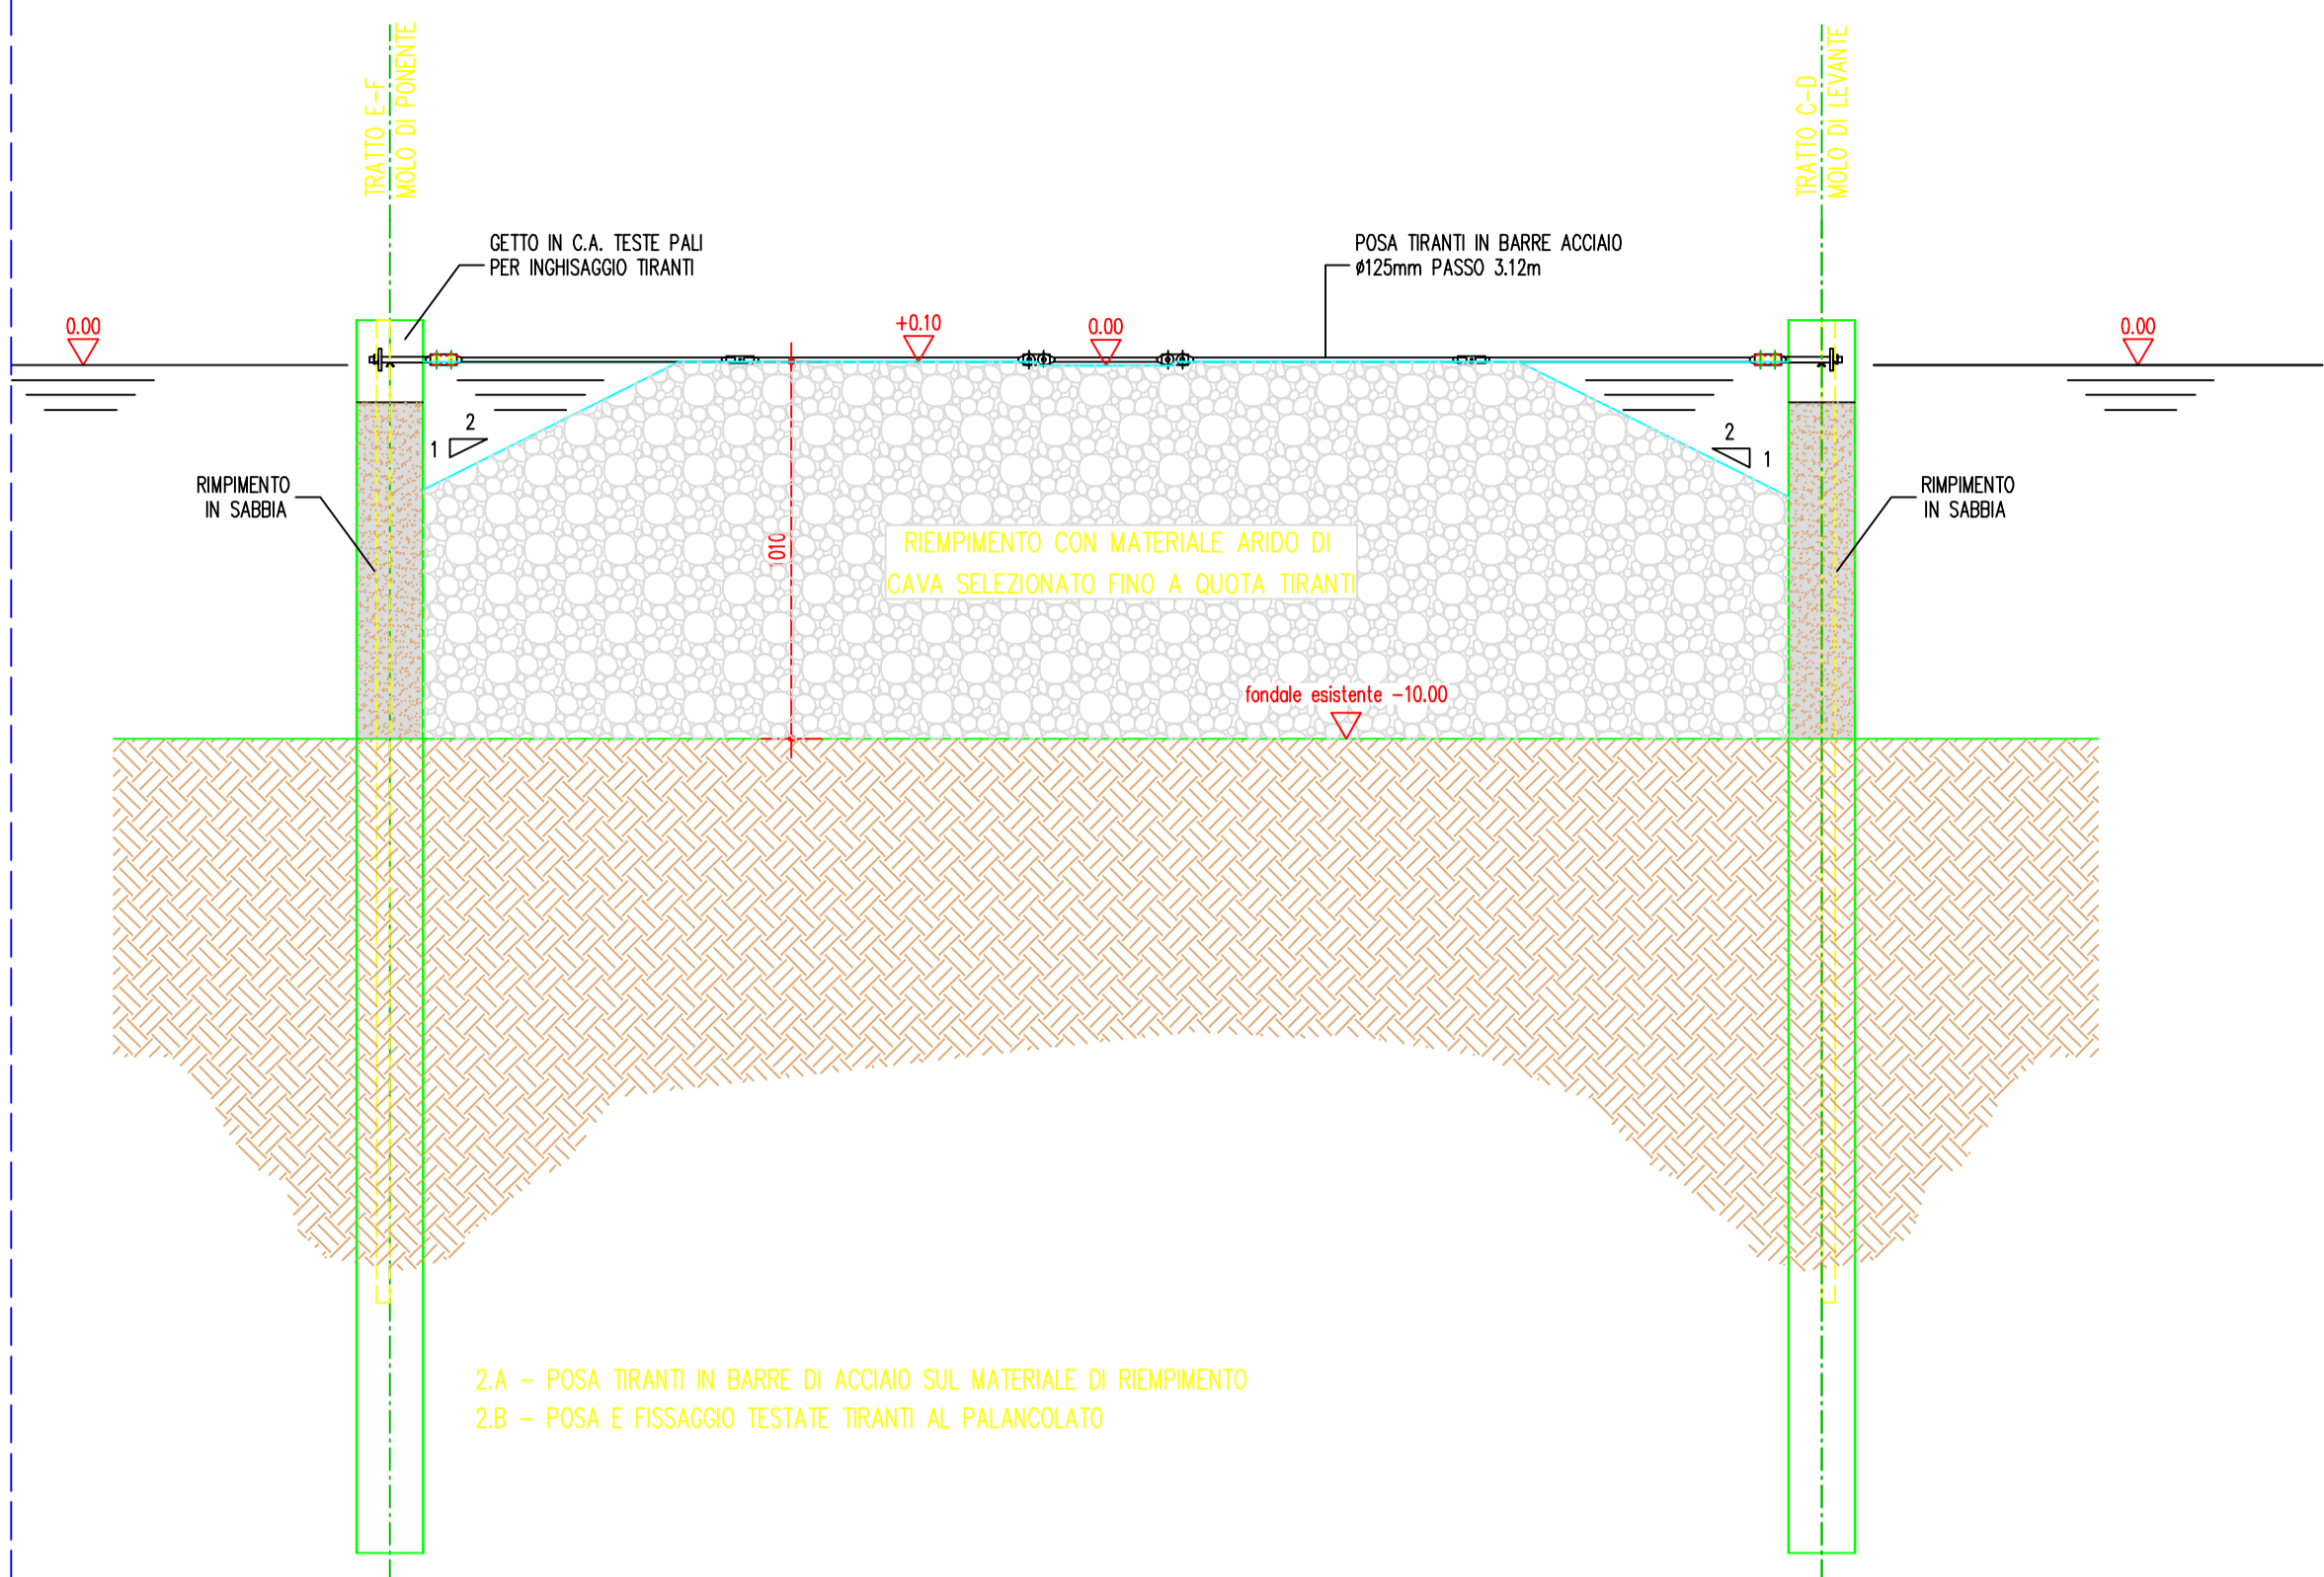 TRATTO E-F
MOLO DI PONENTE
TRATTO C-D
MOLO DI LEVANTE
GETTO IN C.A. TESTE PALI
PER INGHISAGGIO TIRANTI
POSA TIRANTI IN BARRE ACCIAIO
ø125mm PASSO 3.12m
0.00
+0.10
0.00
0.00
2
1
2
1
RIMPIMENTO
IN SABBIA
RIMPIMENTO
IN SABBIA
1010
RIEMPIMENTO CON MATERIALE ARIDO DI
CAVA SELEZIONATO FINO A QUOTA TIRANTI
fondale esistente -10.00
2.A - POSA TIRANTI IN BARRE DI ACCIAIO SUL MATERIALE DI RIEMPIMENTO
2.B - POSA E FISSAGGIO TESTATE TIRANTI AL PALANCOLATO